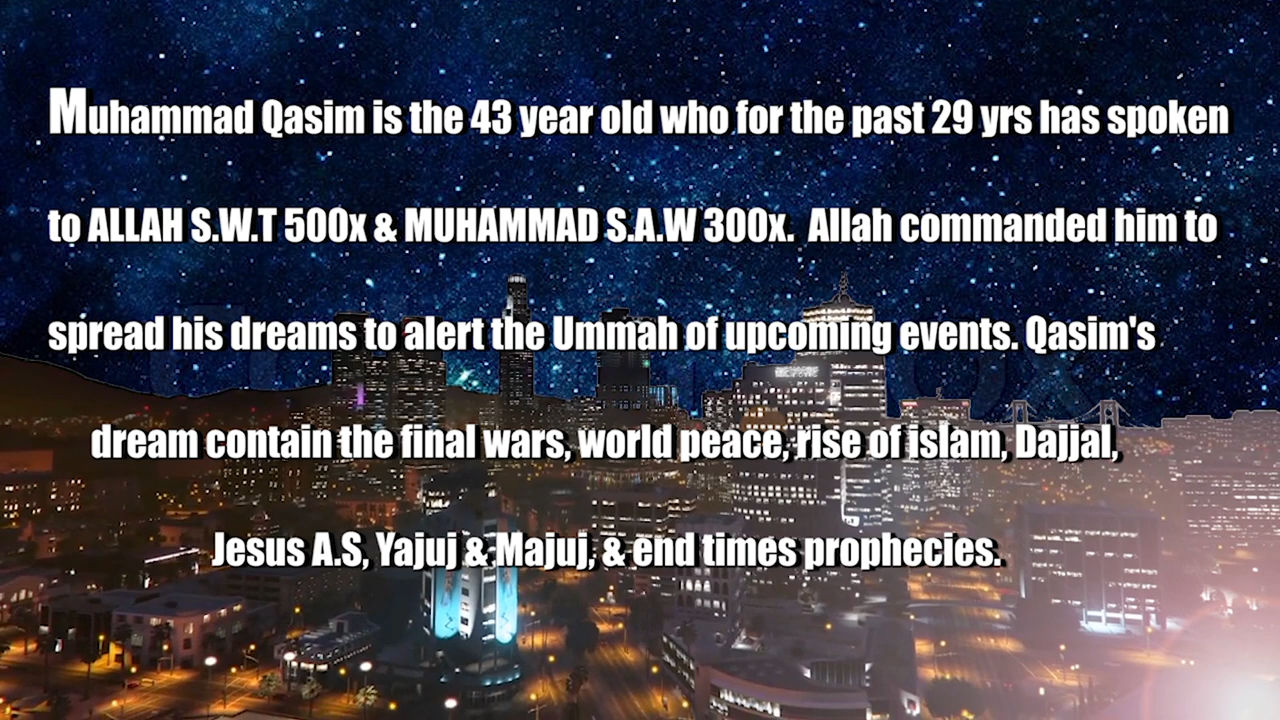 Muhammad Qasim is the 43 year old who for the past 29 yrs has spoken
to ALLAH S.W.T 500x & MUHAMMAD S.A.W 300x. Allah commanded him to
spread his dreams to alert the Ummah of upcoming events. Qasim's
dream contain the final wars, world peace, rise of islam, Dajjal,
Jesus A.S, Yajuj & Majuj, & end times prophecies.